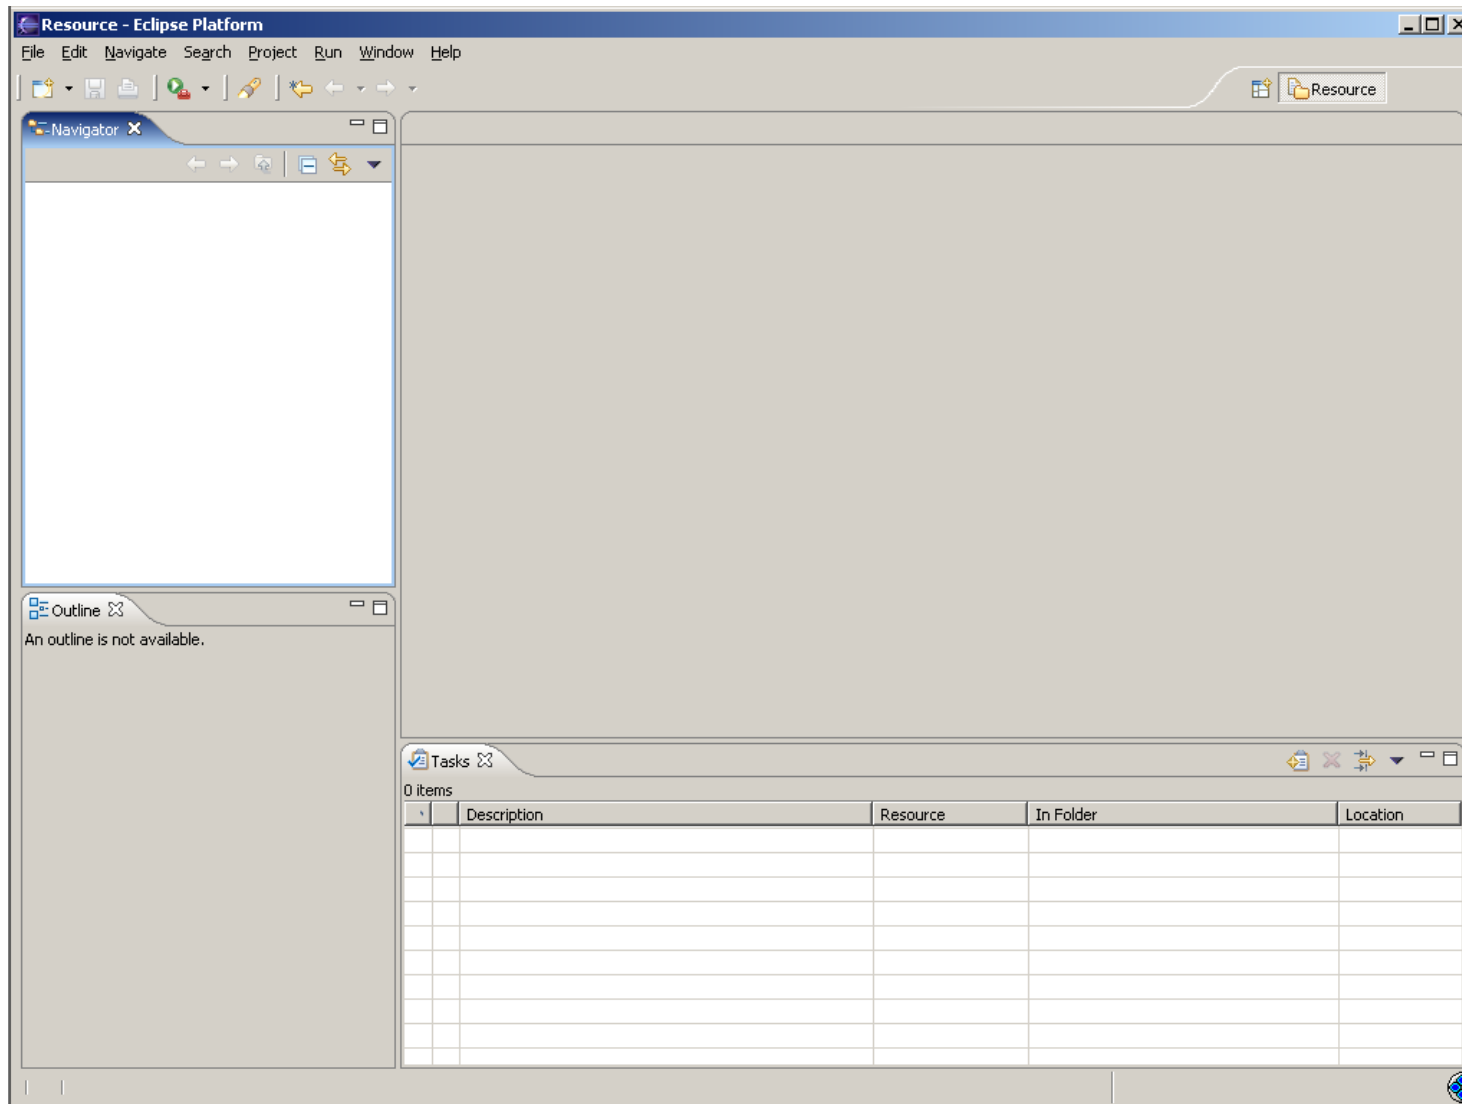 Resource - Eclipse Platform
File Edit Navigate Search Project Run Window Help
Resource
Navigator
Outline
An outline is not available.
Tasks
0 items
Description Resource In Folder Location